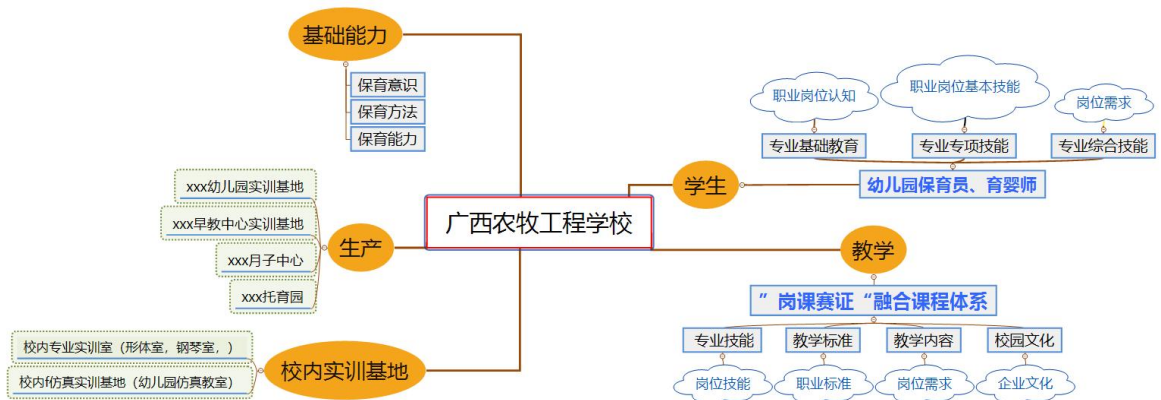 基础能力
保育意识
保育方法
保育能力
职业岗位认知
职业岗位基本技能
岗位需求
专业基础教育
专业专项技能
专业综合技能
学生
幼儿园保育员、育婴师
广西农牧工程学校
xxx幼儿园实训基地
xxx早教中心实训基地
xxx月子中心
xxx托育园
生产
教学
”岗课赛证“融合课程体系
专业技能
教学标准
教学内容
校园文化
岗位技能
职业标准
岗位需求
企业文化
校内专业实训室（形体室，钢琴室，）
校内f仿真实训基地（幼儿园仿真教室）
校内实训基地